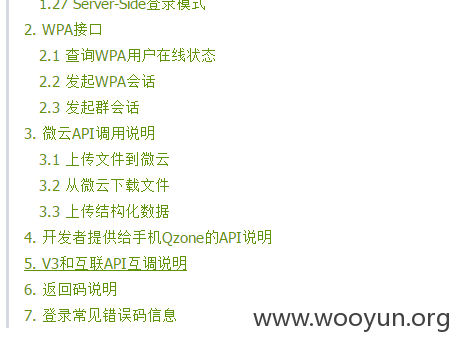 1.27 Server-Side登录模式
2. WPA接口
2.1 查询WPA用户在线状态
2.2 发起WPA会话
2.3 发起群会话
3. 微云API调用说明
3.1 上传文件到微云
3.2 从微云下载文件
3.3 上传结构化数据
4. 开发者提供给手机Qzone的API说明
5. V3和互联API互调说明
6. 返回码说明
7. 登录常见错误码信息
www.wooyun.org